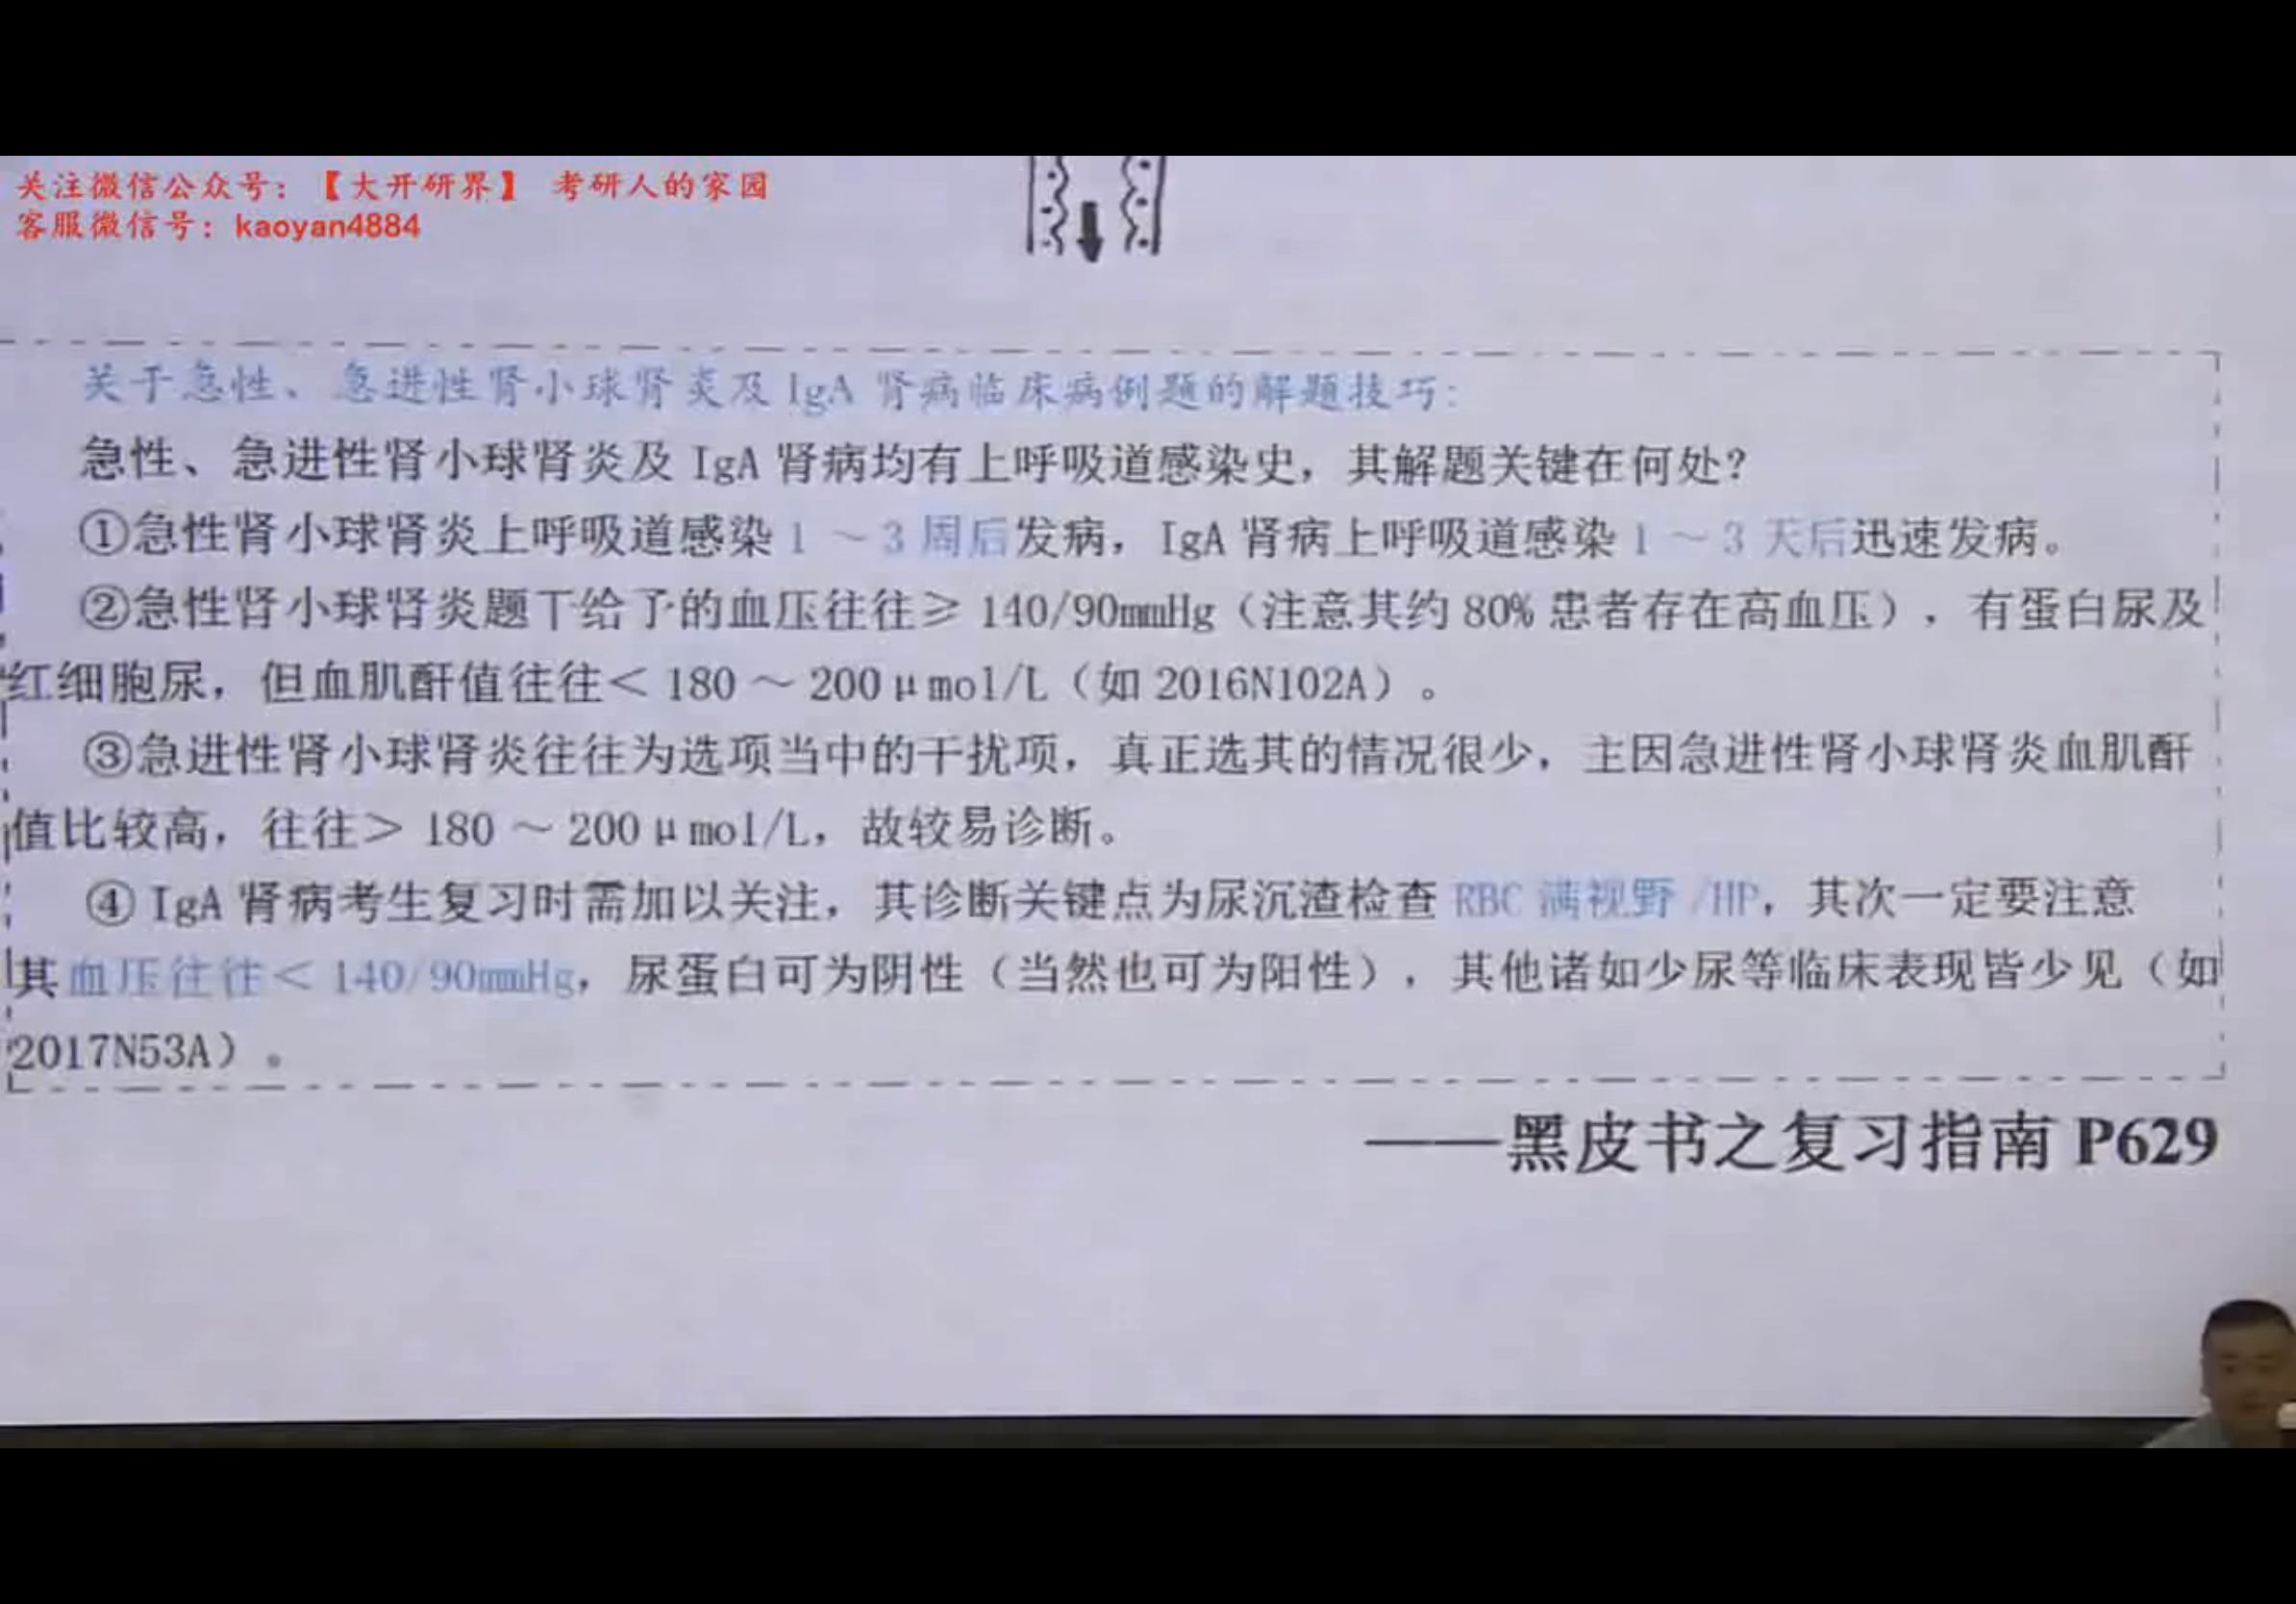 关注微信公众号：【大开研界】 考研人的家园
客服微信号：kaoyan4884
关于急性、急进性肾小球肾炎及 IgA 肾病临床病例题的解题技巧：
急性、急进性肾小球肾炎及 IgA 肾病均有上呼吸道感染史，其解题关键在何处？
①急性肾小球肾炎上呼吸道感染 1 ～ 3 周后发病，IgA 肾病上呼吸道感染 1 ～ 3 天后迅速发病。
②急性肾小球肾炎题干给予的血压往往≥ 140/90mmHg（注意其约 80% 患者存在高血压），有蛋白尿及
红细胞尿，但血肌酐值往往＜ 180 ～ 200 μmol/L（如 2016N102A）。
③急进性肾小球肾炎往往为选项当中的干扰项，真正选其的情况很少，主因急进性肾小球肾炎血肌酐
值比较高，往往＞ 180 ～ 200 μmol/L，故较易诊断。
④ IgA 肾病考生复习时需加以关注，其诊断关键点为尿沉渣检查 RBC 满视野 /HP，其次一定要注意
其血压往往＜ 140/90mmHg，尿蛋白可为阴性（当然也可为阳性），其他诸如少尿等临床表现皆少见（如
2017N53A）。
——黑皮书之复习指南 P629